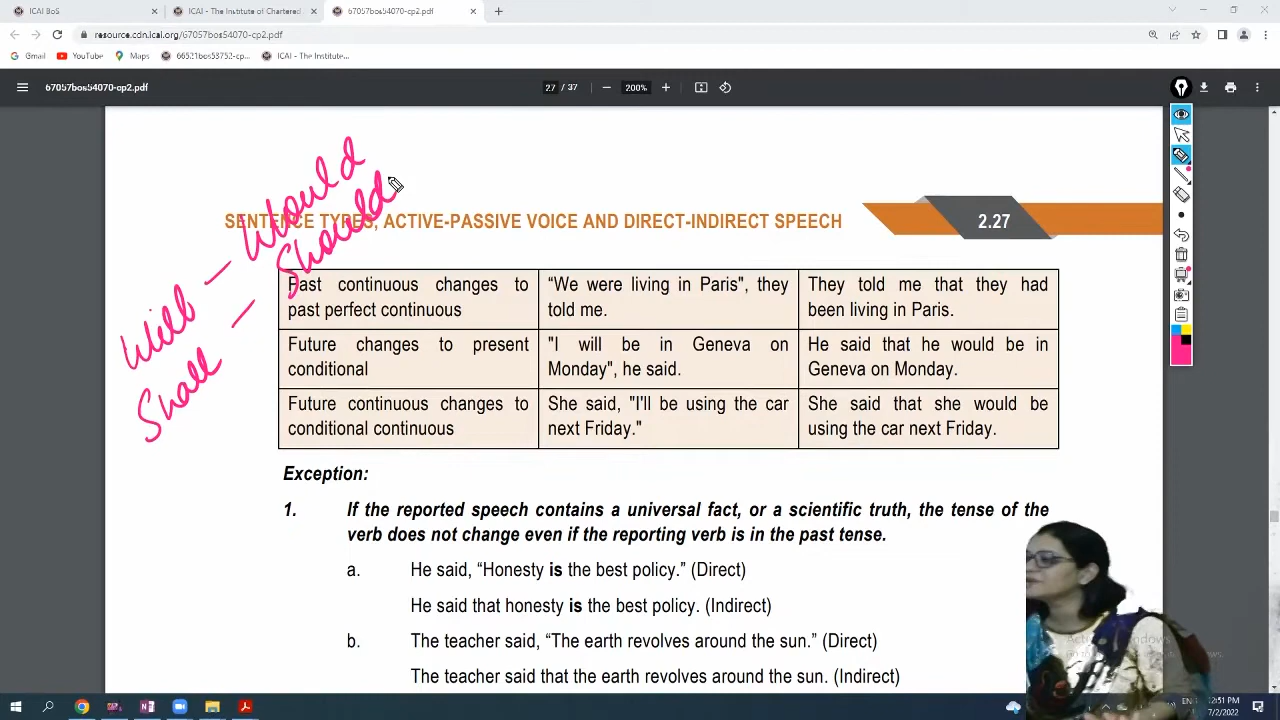 ICAI BoS
ICAI - The Institute of Chartered
67057bos54070-cp2.pdf
resource.cdn.icai.org/67057bos54070-cp2.pdf
Gmail
YouTube
Maps
66521bos53752-cp...
ICAI - The Institute...
67057bos54070-cp2.pdf
27 / 37
200%
Will - Would
Shall - Should
SENTENCE TYPES, ACTIVE-PASSIVE VOICE AND DIRECT-INDIRECT SPEECH
2.27
Past continuous changes to past perfect continuous
“We were living in Paris", they told me.
They told me that they had been living in Paris.
Future changes to present conditional
"I will be in Geneva on Monday", he said.
He said that he would be in Geneva on Monday.
Future continuous changes to conditional continuous
She said, "I'll be using the car next Friday."
She said that she would be using the car next Friday.
Exception:
1. If the reported speech contains a universal fact, or a scientific truth, the tense of the
verb does not change even if the reporting verb is in the past tense.
a. He said, “Honesty is the best policy.” (Direct)
He said that honesty is the best policy. (Indirect)
b. The teacher said, “The earth revolves around the sun.” (Direct)
The teacher said that the earth revolves around the sun. (Indirect)
12:51 PM
7/2/2022